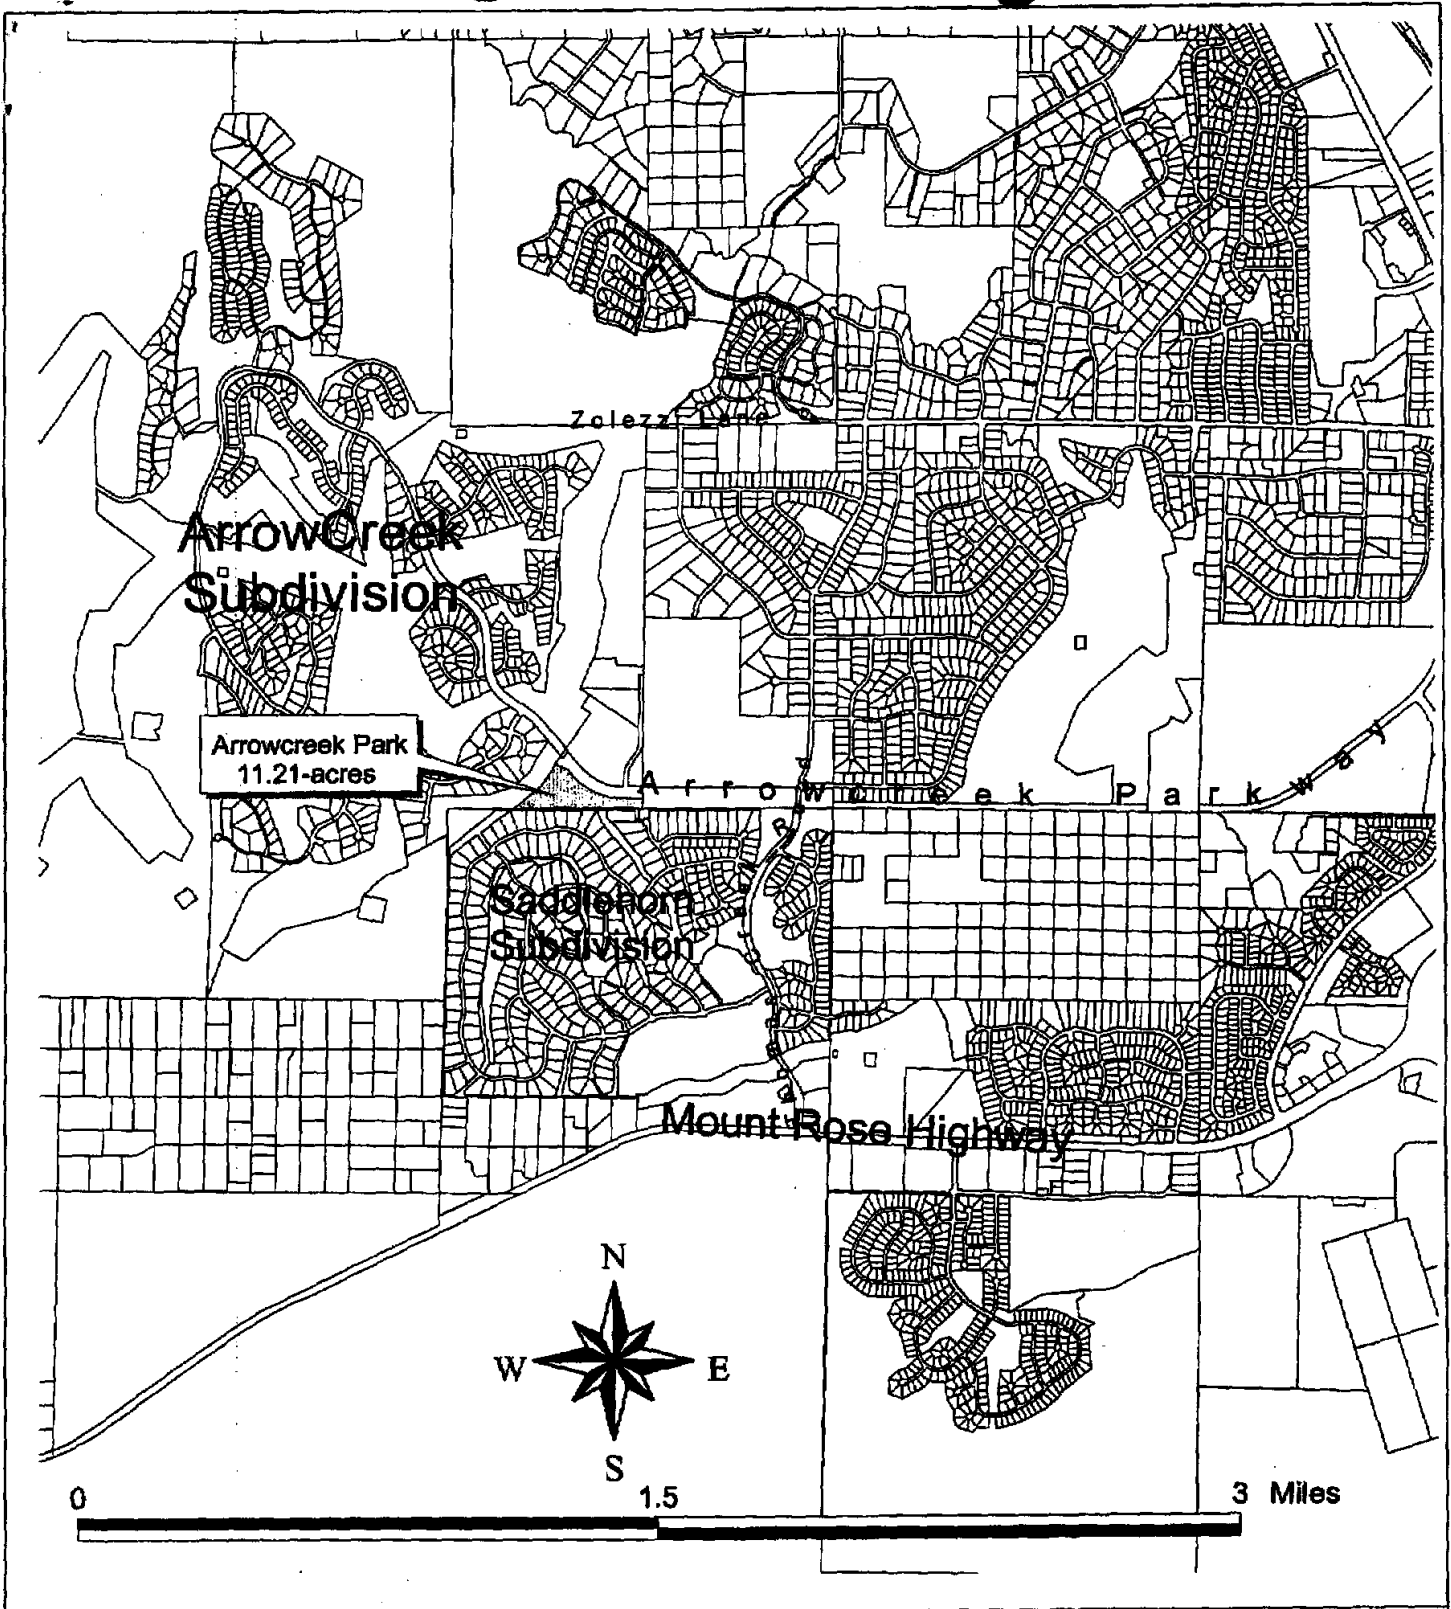 Zolezzi Lane
ArrowCreek
Subdivision
Arrowcreek Park
11.21-acres
Arrowcreek Parkway
Saddlehorn
Subdivision
Mount Rose Highway
N
W
E
S
0
1.5
3 Miles